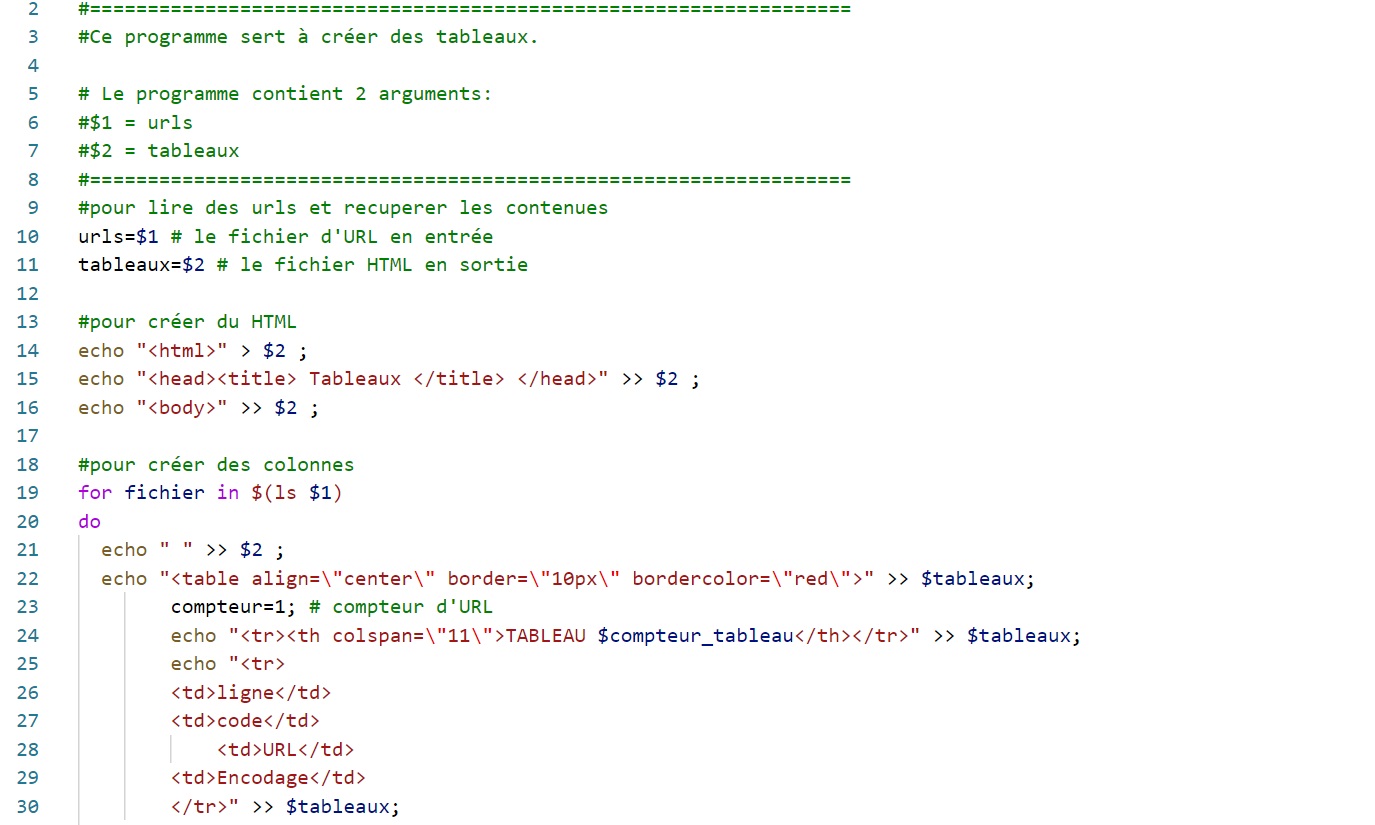 2 #==================================================================
3 #Ce programme sert à créer des tableaux.
4
5 # Le programme contient 2 arguments:
6 #$1 = urls
7 #$2 = tableaux
8 #==================================================================
9 #pour lire des urls et recuperer les contenues
10 urls=$1 # le fichier d'URL en entrée
11 tableaux=$2 # le fichier HTML en sortie
12
13 #pour créer du HTML
14 echo "<html>" > $2 ;
15 echo "<head><title> Tableaux </title> </head>" >> $2 ;
16 echo "<body>" >> $2 ;
17
18 #pour créer des colonnes
19 for fichier in $(ls $1)
20 do
21   echo " " >> $2 ;
22   echo "<table align=\"center\" border=\"10px\" bordercolor=\"red\">" >> $tableaux;
23         compteur=1; # compteur d'URL
24         echo "<tr><th colspan=\"11\">TABLEAU $compteur_tableau</th></tr>" >> $tableaux;
25         echo "<tr>
26         <td>ligne</td>
27         <td>code</td>
28             <td>URL</td>
29         <td>Encodage</td>
30         </tr>" >> $tableaux;